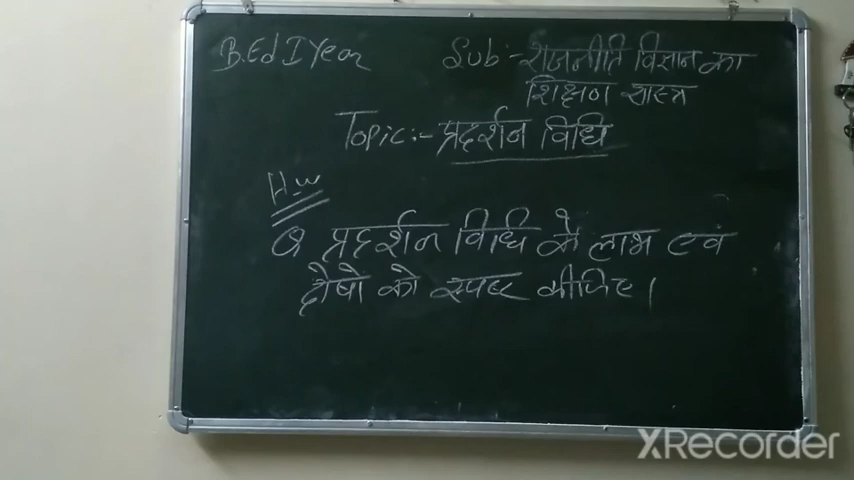 B.Ed I Year Sub:- राजनीति विज्ञान का
शिक्षण शास्त्र
Topic:- प्रदर्शन विधि
H.W
Q प्रदर्शन विधि के लाभ एवं
दोषो को स्पष्ट कीजिए।
XRecorder